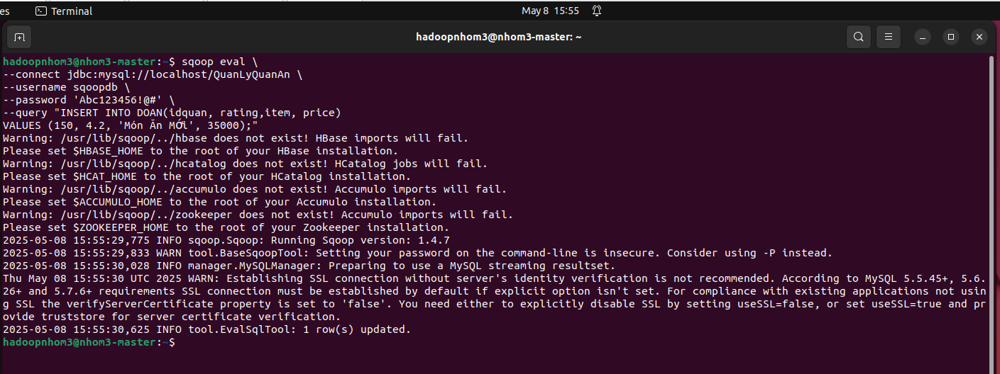 es Terminal May 8 15:55
hadoopnhom3@nhom3-master: ~
hadoopnhom3@nhom3-master:~$ sqoop eval \
--connect jdbc:mysql://localhost/QuanLyQuanAn \
--username sqoopdb \
--password 'Abc123456!@#' \
--query "INSERT INTO DOAN(idquan, rating,item, price)
VALUES (150, 4.2, 'Món Ăn Mới', 35000);"
Warning: /usr/lib/sqoop/../hbase does not exist! HBase imports will fail.
Please set $HBASE_HOME to the root of your HBase installation.
Warning: /usr/lib/sqoop/../hcatalog does not exist! HCatalog jobs will fail.
Please set $HCAT_HOME to the root of your HCatalog installation.
Warning: /usr/lib/sqoop/../accumulo does not exist! Accumulo imports will fail.
Please set $ACCUMULO_HOME to the root of your Accumulo installation.
Warning: /usr/lib/sqoop/../zookeeper does not exist! Accumulo imports will fail.
Please set $ZOOKEEPER_HOME to the root of your Zookeeper installation.
2025-05-08 15:55:29,775 INFO sqoop.Sqoop: Running Sqoop version: 1.4.7
2025-05-08 15:55:29,833 WARN tool.BaseSqoopTool: Setting your password on the command-line is insecure. Consider using -P instead.
2025-05-08 15:55:30,028 INFO manager.MySQLManager: Preparing to use a MySQL streaming resultset.
Thu May 08 15:55:30 UTC 2025 WARN: Establishing SSL connection without server's identity verification is not recommended. According to MySQL 5.5.45+, 5.6.
26+ and 5.7.6+ requirements SSL connection must be established by default if explicit option isn't set. For compliance with existing applications not usin
g SSL the verifyServerCertificate property is set to 'false'. You need either to explicitly disable SSL by setting useSSL=false, or set useSSL=true and pr
ovide truststore for server certificate verification.
2025-05-08 15:55:30,625 INFO tool.EvalSqlTool: 1 row(s) updated.
hadoopnhom3@nhom3-master:~$